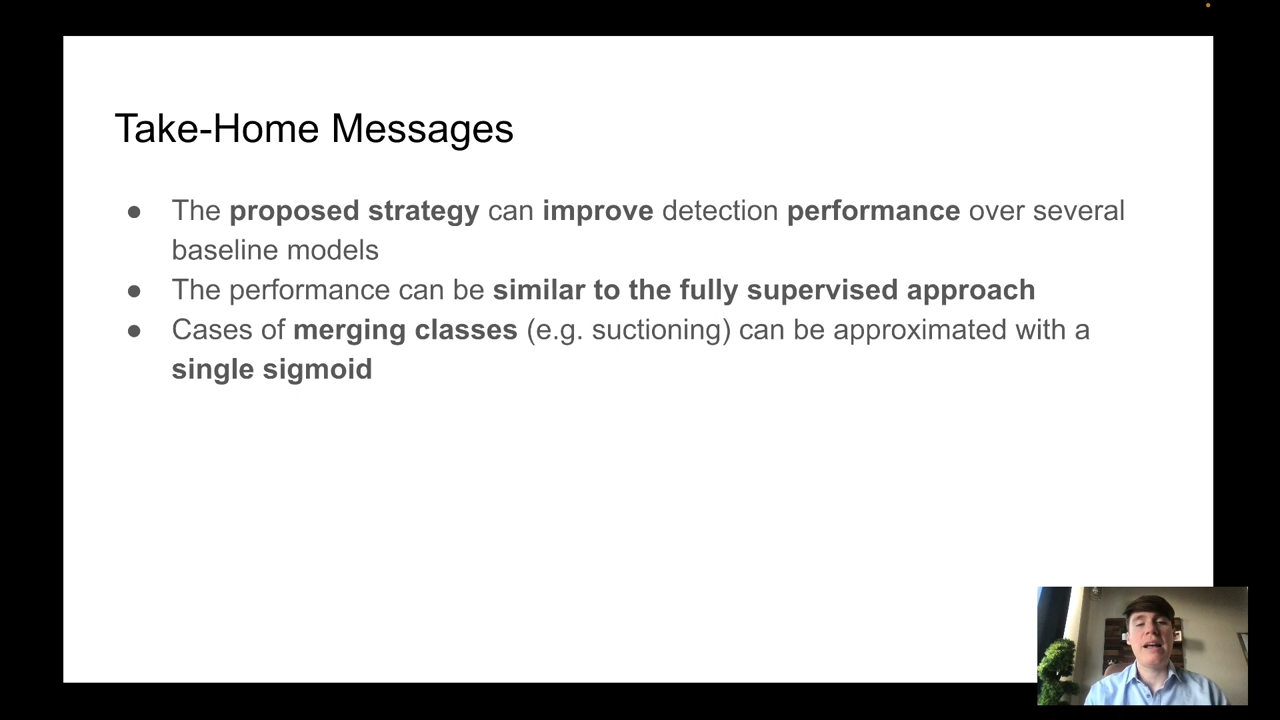 Take-Home Messages
● The proposed strategy can improve detection performance over several
baseline models
● The performance can be similar to the fully supervised approach
● Cases of merging classes (e.g. suctioning) can be approximated with a
single sigmoid